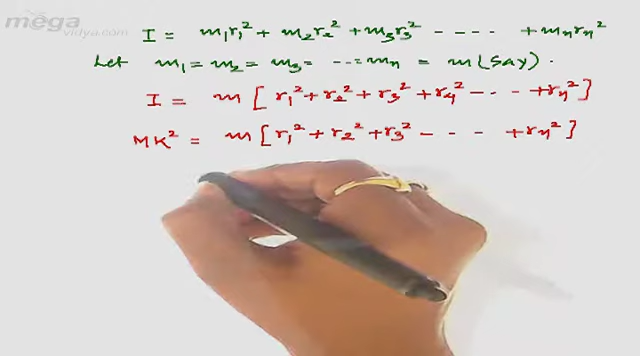 mega
vidya.com
I = m₁r₁² + m₂r₂² + m₃r₃² - - - - + mₙrₙ²
Let m₁ = m₂ = m₃ = - - - mₙ = m (Say).
I = m [ r₁² + r₂² + r₃² + r₄² - - - + rₙ² ]
MK² = m [ r₁² + r₂² + r₃² - - - + rₙ² ]